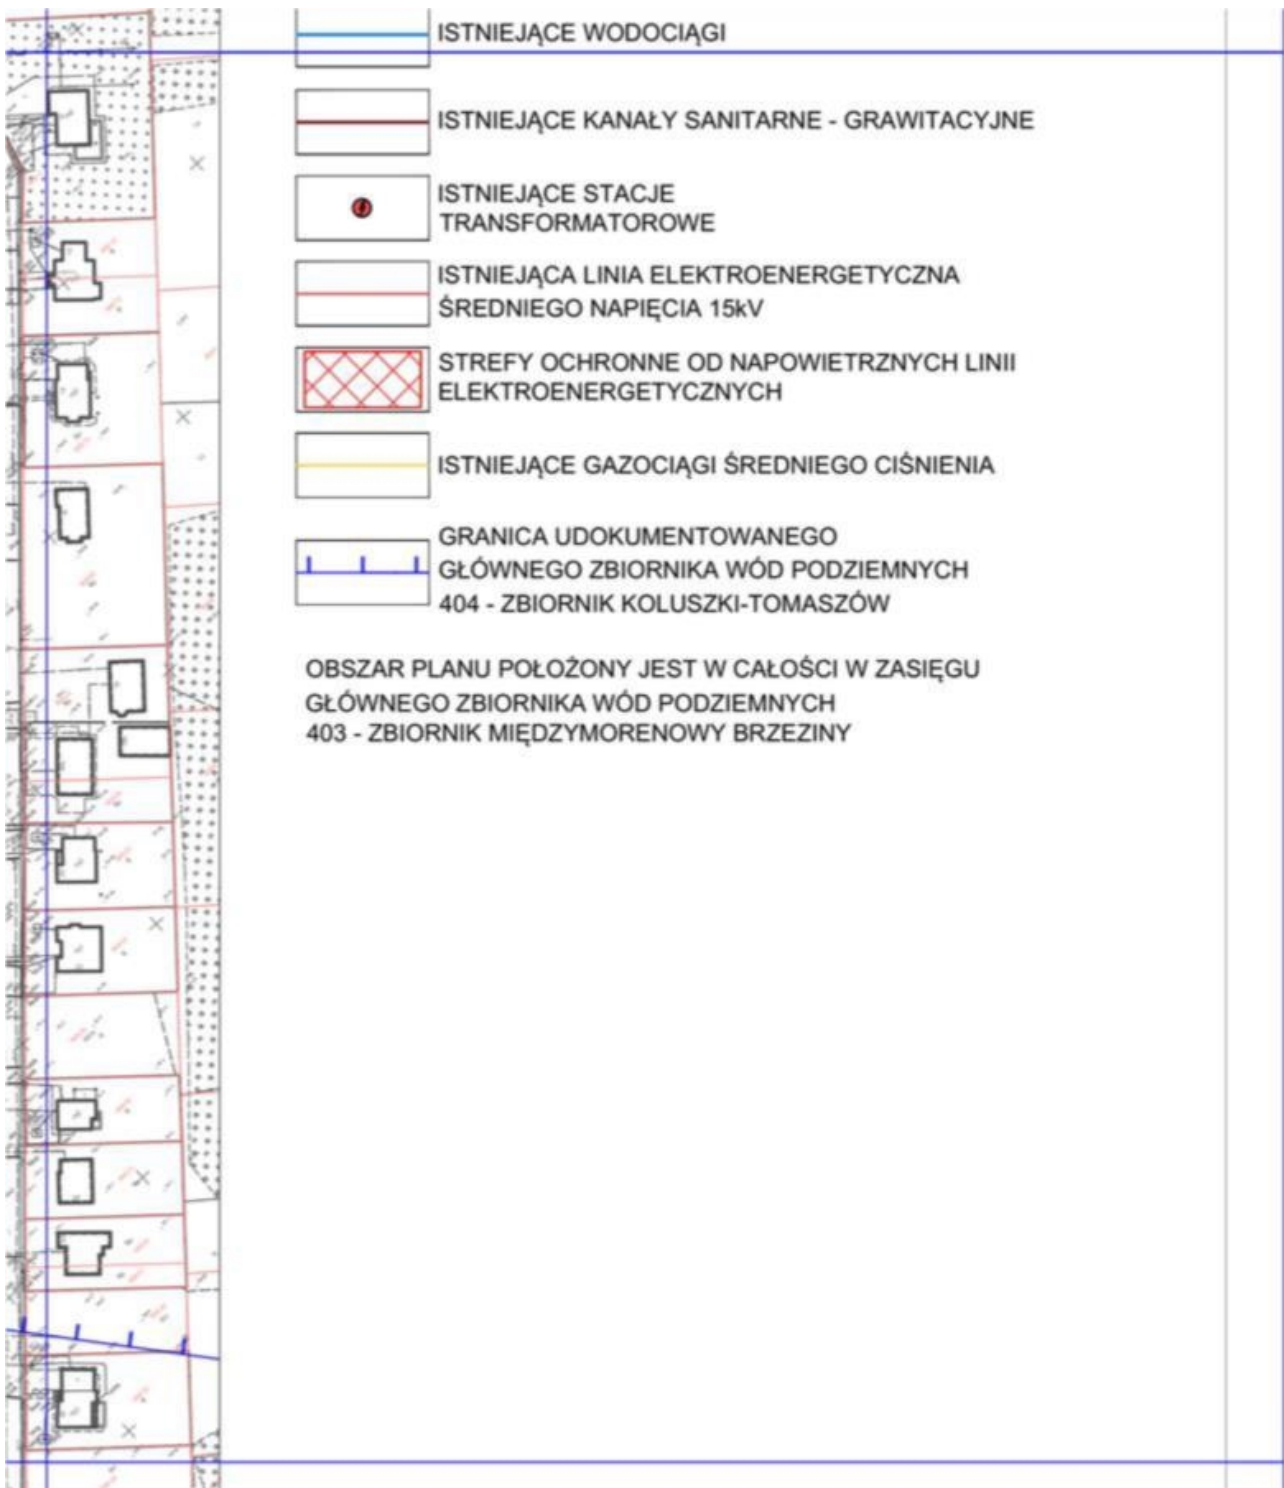 ISTNIEJĄCE WODOCIĄGI
ISTNIEJĄCE KANAŁY SANITARNE - GRAWITACYJNE
ISTNIEJĄCE STACJE
TRANSFORMATOROWE
ISTNIEJĄCA LINIA ELEKTROENERGETYCZNA
ŚREDNIEGO NAPIĘCIA 15kV
STREFY OCHRONNE OD NAPOWIETRZNYCH LINII
ELEKTROENERGETYCZNYCH
ISTNIEJĄCE GAZOCIĄGI ŚREDNIEGO CIŚNIENIA
GRANICA UDOKUMENTOWANEGO
GŁÓWNEGO ZBIORNIKA WÓD PODZIEMNYCH
404 - ZBIORNIK KOLUSZKI-TOMASZÓW
OBSZAR PLANU POŁOŻONY JEST W CAŁOŚCI W ZASIĘGU
GŁÓWNEGO ZBIORNIKA WÓD PODZIEMNYCH
403 - ZBIORNIK MIĘDZYMORENOWY BRZEZINY